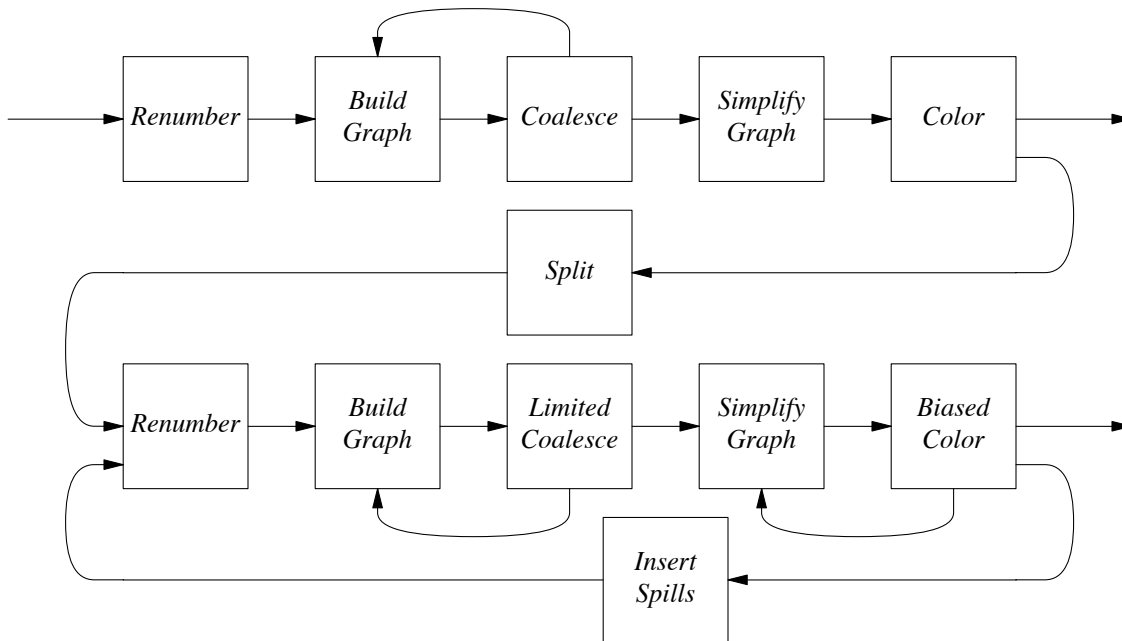 Renumber
Build
Graph
Coalesce
Simplify
Graph
Color
Split
Renumber
Build
Graph
Limited
Coalesce
Simplify
Graph
Biased
Color
Insert
Spills